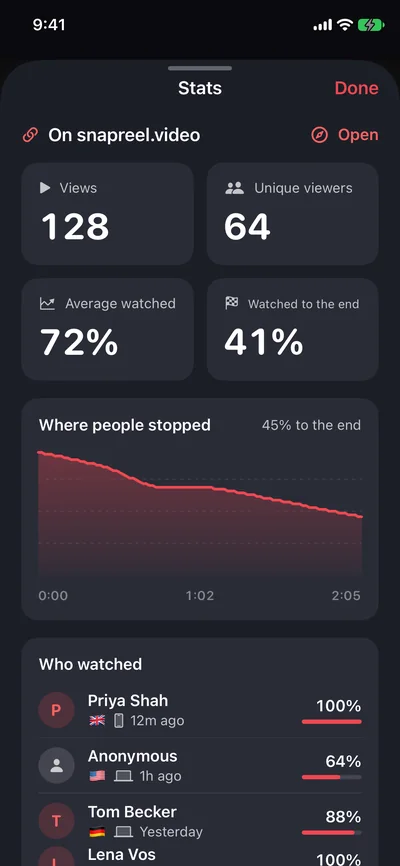 9:41
Stats
Done
On snapreel.video
Open
Views
Unique viewers
128
64
Average watched
Watched to the end
72%
41%
Where people stopped
45% to the end
0:00
1:02
2:05
Who watched
P
Priya Shah
100%
12m ago
Anonymous
64%
1h ago
T
Tom Becker
88%
Yesterday
L
Lena Vos
100%